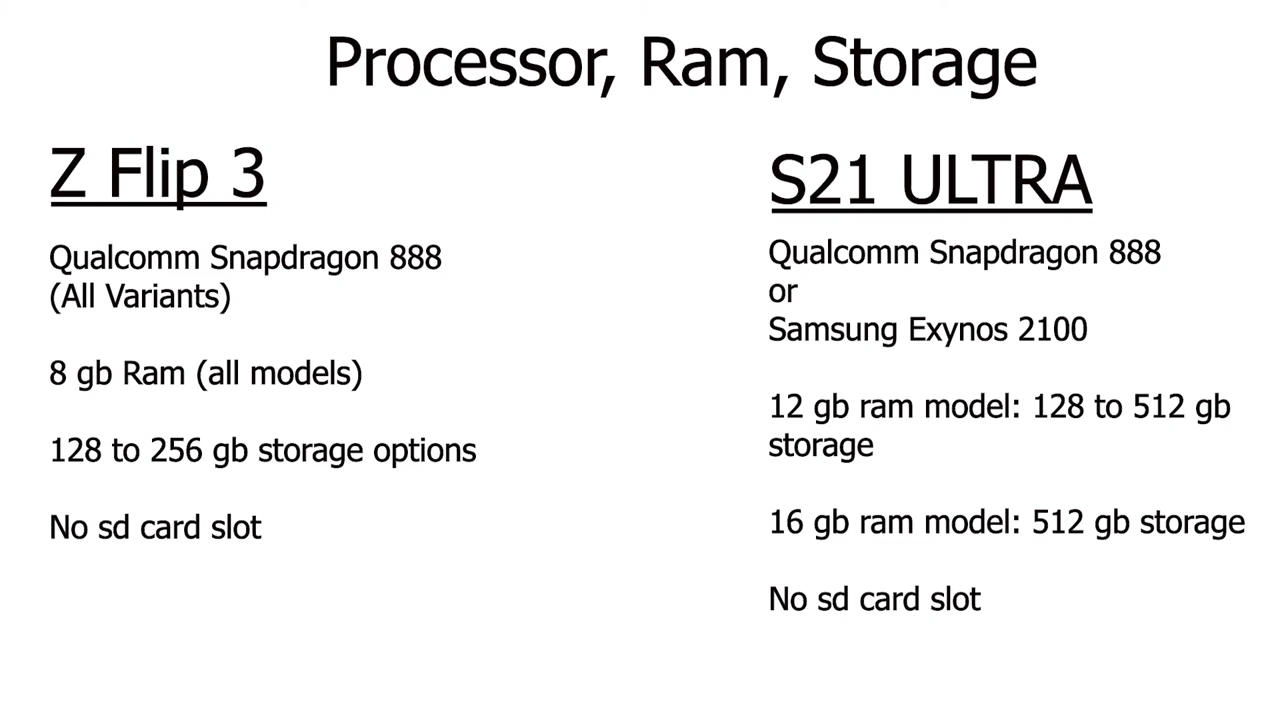 Processor, Ram, Storage
Z Flip 3
Qualcomm Snapdragon 888
(All Variants)
8 gb Ram (all models)
128 to 256 gb storage options
No sd card slot
S21 ULTRA
Qualcomm Snapdragon 888
or
Samsung Exynos 2100
12 gb ram model: 128 to 512 gb
storage
16 gb ram model: 512 gb storage
No sd card slot